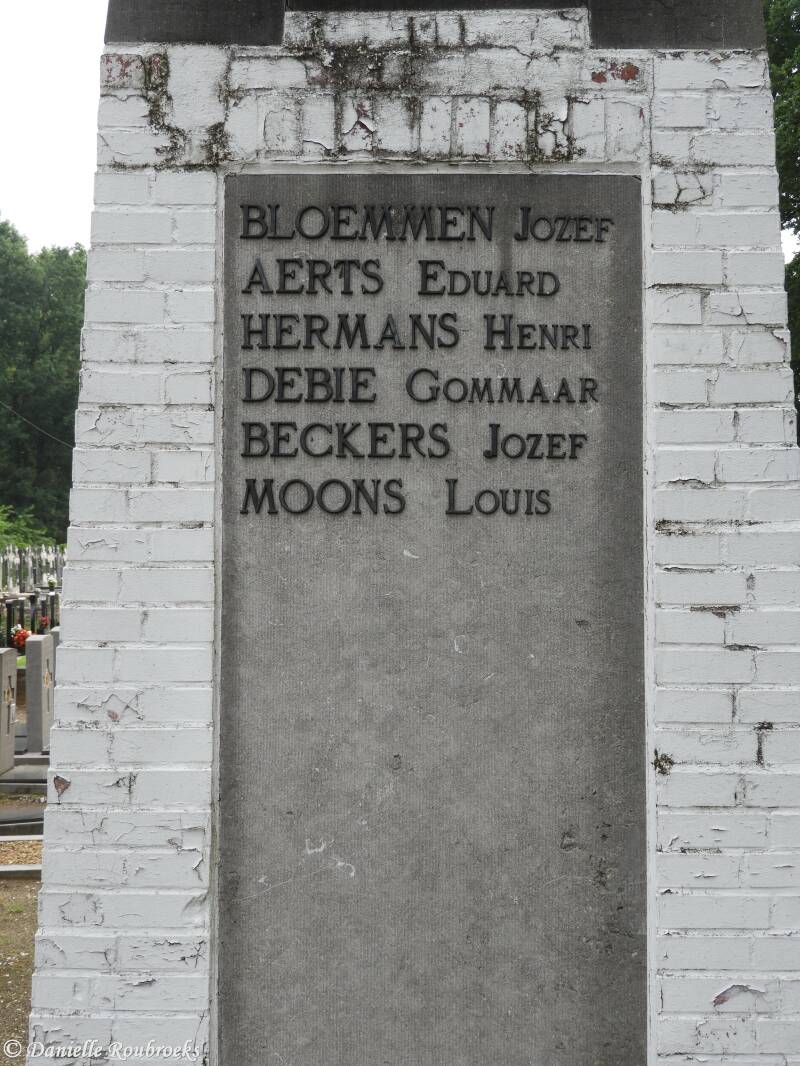 BLOEMMEN JOZEF
AERTS EDUARD
HERMANS HENRI
DEBIE GOMMAAR
BECKERS JOZEF
MOONS LOUIS
© Danielle Roubroeks